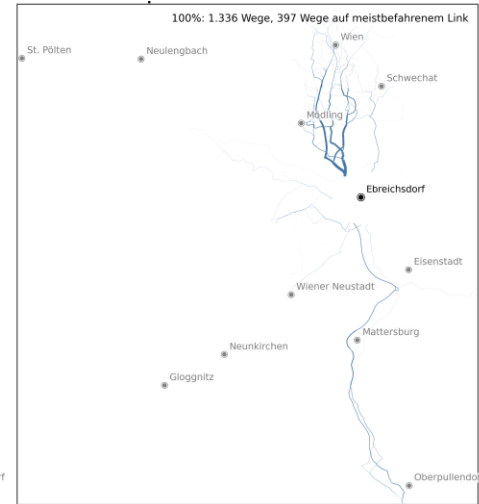 100%: 1.336 Wege, 397 Wege auf meistbefahrenem Link
Wien
St. Pölten
Neulengbach
Schwechat
Mödling
Ebreichsdorf
Eisenstadt
Wiener Neustadt
Mattersburg
Neunkirchen
Gloggnitz
Oberpullendo